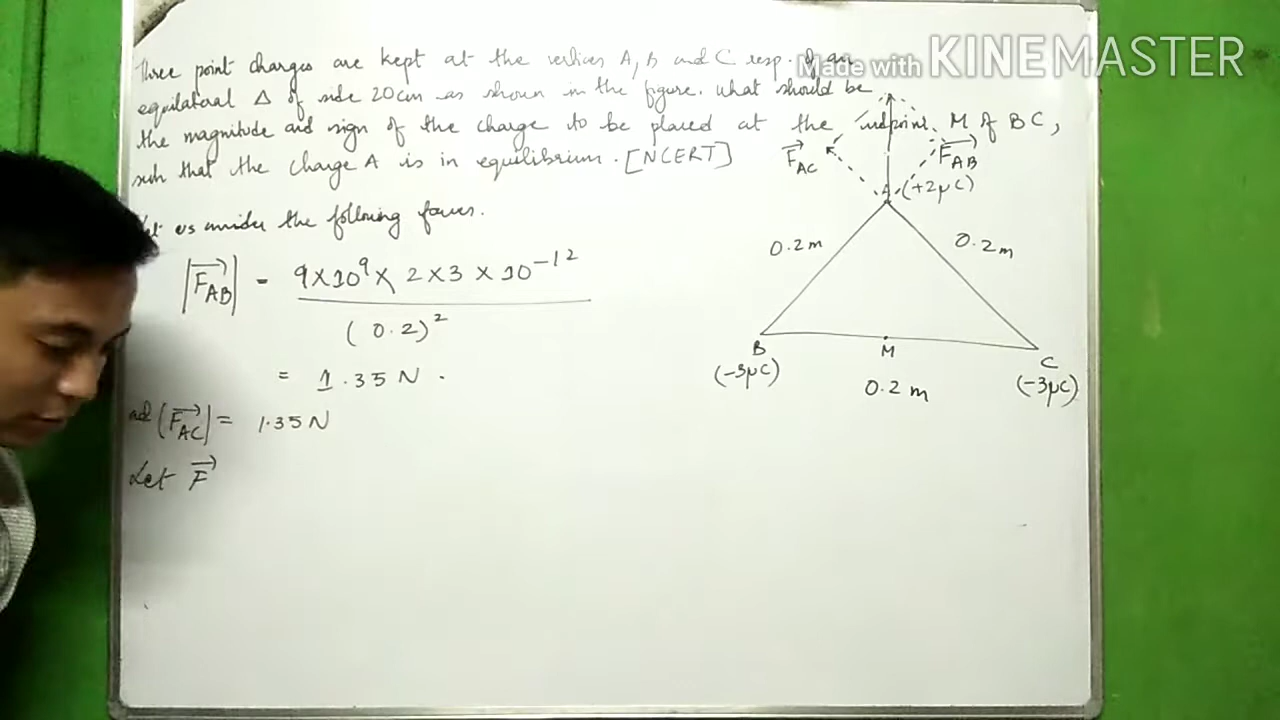 Three point charges are kept at the vertices A, B and C resp. of an
equilateral Δ of side 20cm as shown in the figure. What should be
the magnitude and sign of the charge to be placed at the midpoint M of BC,
such that the charge A is in equilibrium. [NCERT]
Made with KINEMASTER
us consider the following forces.
|F⃗AB| = 9×10⁹× 2×3 ×10⁻¹²
(0.2)²
= 1.35 N .
and |F⃗AC| = 1.35N
Let F⃗
F⃗AC
F⃗AB
A (+2μC)
0.2m
0.2m
B
(-3μC)
M
0.2m
C
(-3μC)